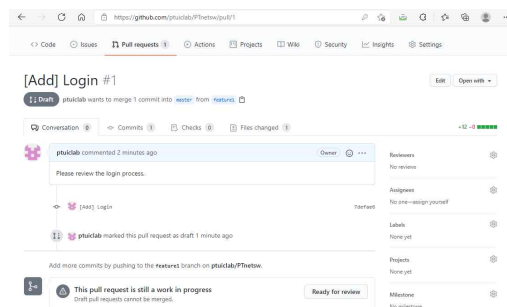 https://github.com/ptuiclab/PTnetsw/pull/1
Code Issues Pull requests 1 Actions Projects Wiki Security Insights Settings
[Add] Login #1
Edit Open with
Draft ptuiclab wants to merge 1 commit into master from feature1
Conversation 0 Commits 1 Checks 0 Files changed 1 +12 −0
ptuiclab commented 2 minutes ago Owner
Please review the login process.
[Add] Login 7defae6
ptuiclab marked this pull request as draft 1 minute ago
Add more commits by pushing to the feature1 branch on ptuiclab/PTnetsw.
This pull request is still a work in progress
Draft pull requests cannot be merged.
Ready for review
Reviewers
No reviews
Assignees
No one—assign yourself
Labels
None yet
Projects
None yet
Milestone
No milestone